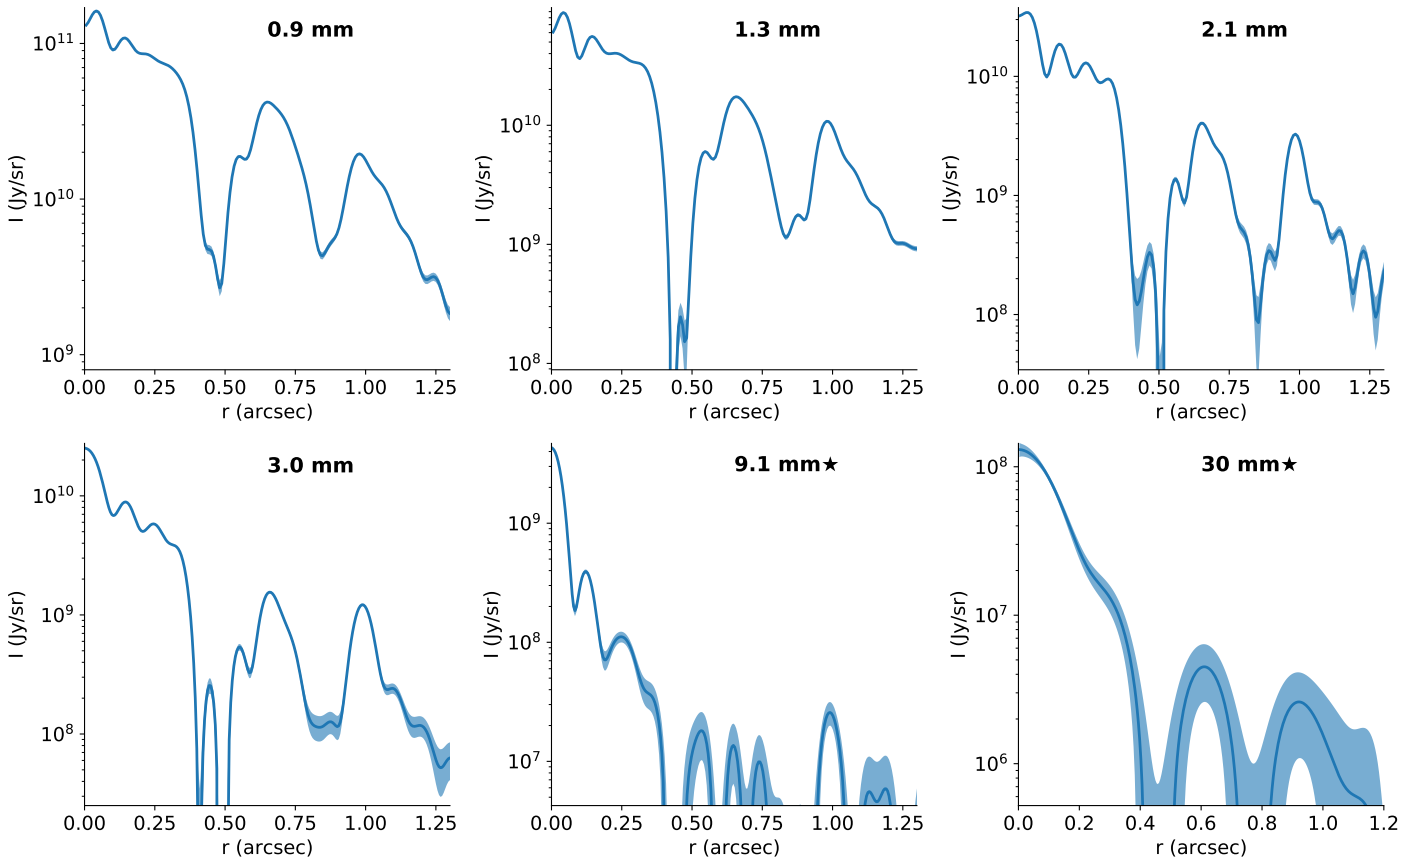 0.9 mm
10¹¹
10¹⁰
10⁹
I (Jy/sr)
0.00 0.25 0.50 0.75 1.00 1.25
r (arcsec)
1.3 mm
10¹⁰
10⁹
10⁸
I (Jy/sr)
0.00 0.25 0.50 0.75 1.00 1.25
r (arcsec)
2.1 mm
10¹⁰
10⁹
10⁸
I (Jy/sr)
0.00 0.25 0.50 0.75 1.00 1.25
r (arcsec)
3.0 mm
10¹⁰
10⁹
10⁸
I (Jy/sr)
0.00 0.25 0.50 0.75 1.00 1.25
r (arcsec)
9.1 mm★
10⁹
10⁸
10⁷
I (Jy/sr)
0.00 0.25 0.50 0.75 1.00 1.25
r (arcsec)
30 mm★
10⁸
10⁷
10⁶
I (Jy/sr)
0.0 0.2 0.4 0.6 0.8 1.0 1.2
r (arcsec)